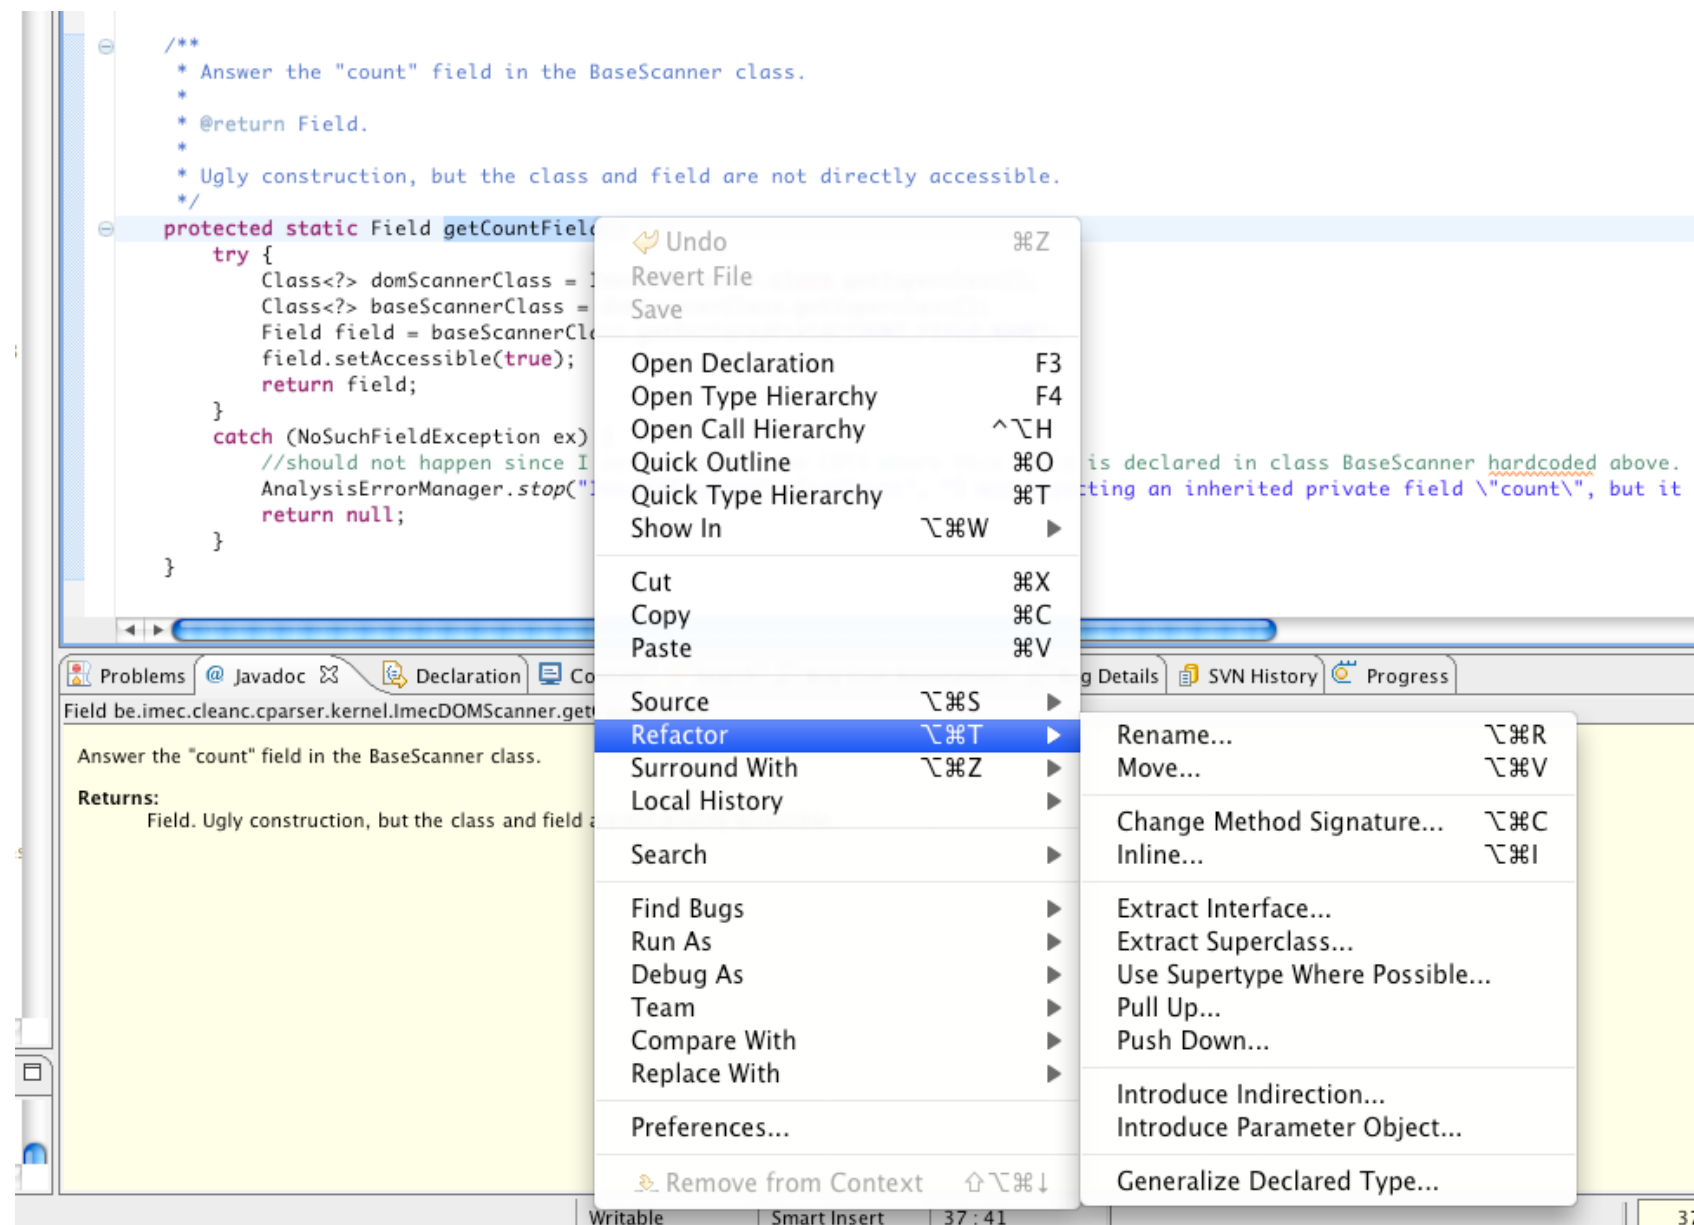 /**
* Answer the "count" field in the BaseScanner class.
*
* @return Field.
*
* Ugly construction, but the class and field are not directly accessible.
*/
protected static Field getCountField
try {
Class<?> domScannerClass =
Class<?> baseScannerClass =
Field field = baseScannerCl
field.setAccessible(true);
return field;
}
catch (NoSuchFieldException ex)
//should not happen since I is declared in class BaseScanner hardcoded above.
AnalysisErrorManager.stop(" cting an inherited private field \"count\", but it
return null;
}
}
Undo ⌘Z
Revert File
Save
Open Declaration F3
Open Type Hierarchy F4
Open Call Hierarchy ^⌥H
Quick Outline ⌘O
Quick Type Hierarchy ⌘T
Show In ⌥⌘W
Cut ⌘X
Copy ⌘C
Paste ⌘V
Source ⌥⌘S
Refactor ⌥⌘T
Surround With ⌥⌘Z
Local History
Search
Find Bugs
Run As
Debug As
Team
Compare With
Replace With
Preferences...
Remove from Context ⇧⌥⌘↓
Rename... ⌥⌘R
Move... ⌥⌘V
Change Method Signature... ⌥⌘C
Inline... ⌥⌘I
Extract Interface...
Extract Superclass...
Use Supertype Where Possible...
Pull Up...
Push Down...
Introduce Indirection...
Introduce Parameter Object...
Generalize Declared Type...
Problems @ Javadoc Declaration Co g Details SVN History Progress
Field be.imec.cleanc.cparser.kernel.ImecDOMScanner.get
Answer the "count" field in the BaseScanner class.
Returns:
Field. Ugly construction, but the class and field
Writable Smart Insert 37 : 41 37